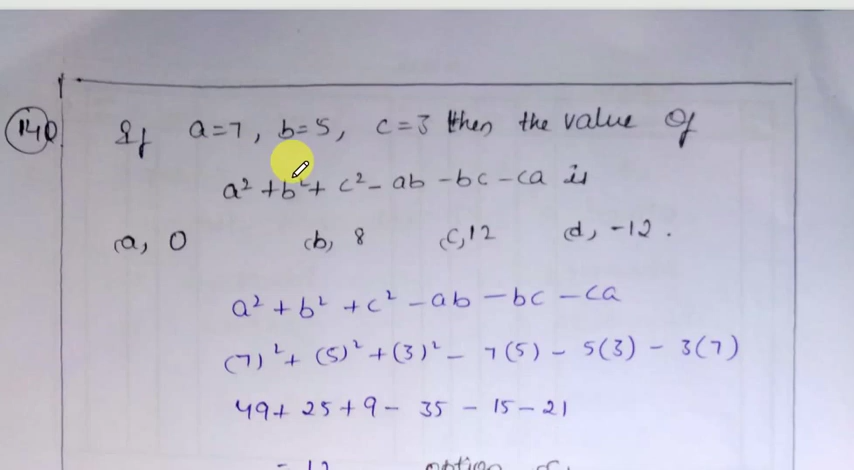 140 If a=7, b=5, c=3 then the value of
a² + b² + c² - ab - bc - ca is
(a, 0 (b, 8 (c, 12 (d, -12.
a² + b² + c² - ab - bc - ca
(7)² + (5)² + (3)² - 7(5) - 5(3) - 3(7)
49 + 25 + 9 - 35 - 15 - 21
= 12 option c,